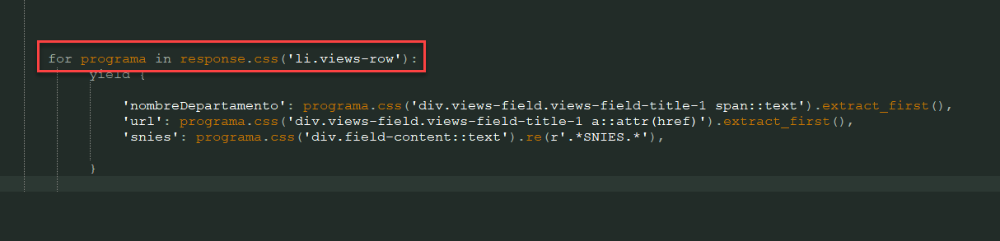 for programa in response.css('li.views-row'):
yield {
'nombreDepartamento': programa.css('div.views-field.views-field-title-1 span::text').extract_first(),
'url': programa.css('div.views-field.views-field-title-1 a::attr(href)').extract_first(),
'snies': programa.css('div.field-content::text').re(r'.*SNIES.*'),
}